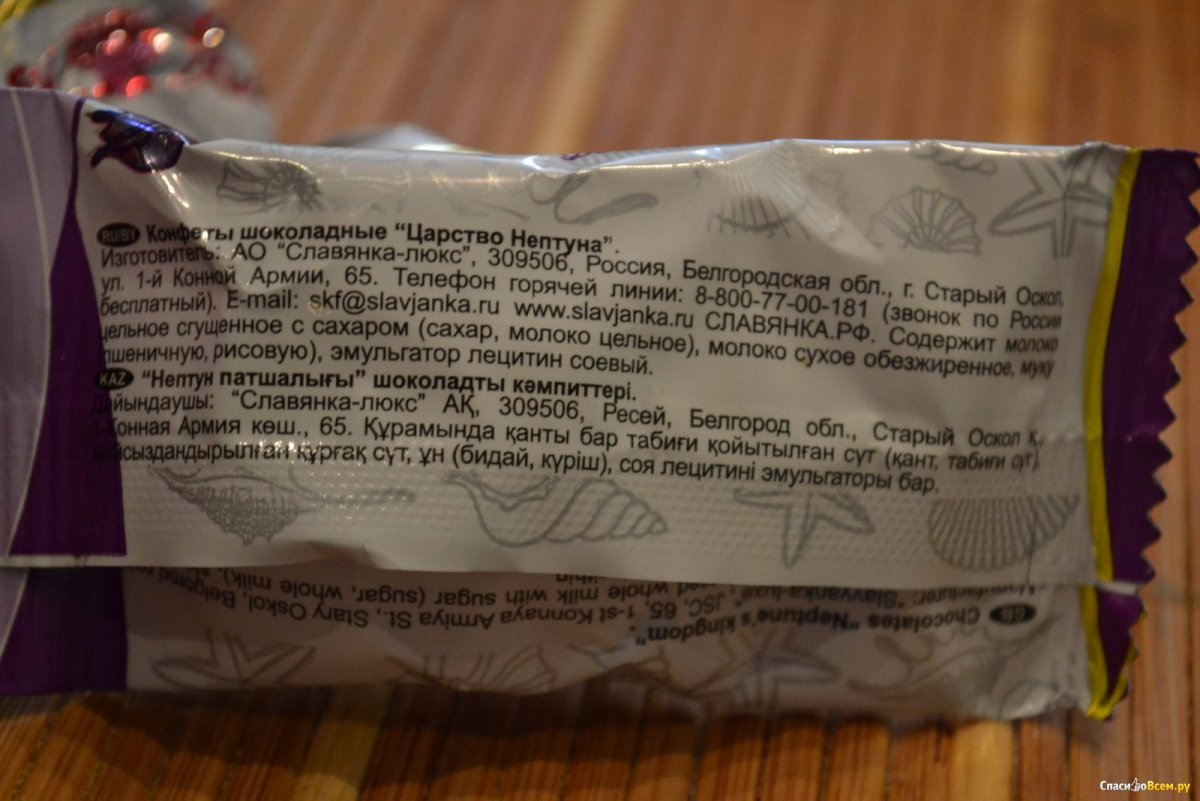 RU/BY Конфеты шоколадные “Царство Нептуна”.
Изготовитель: АО “Славянка-люкс”, 309506, Россия, Белгородская обл., г. Старый Оскол,
ул. 1-й Конной Армии, 65. Телефон горячей линии: 8-800-77-00-181 (звонок по России
бесплатный). E-mail: skf@slavjanka.ru www.slavjanka.ru СЛАВЯНКА.РФ. Содержит молоко
цельное сгущенное с сахаром (сахар, молоко цельное), молоко сухое обезжиренное, муку
пшеничную, рисовую), эмульгатор лецитин соевый.
KAZ “Нептун патшалығы” шоколадты кәмпиттері.
Дайындаушы: “Славянка-люкс” АҚ, 309506, Ресей, Белгород обл., Старый Оскол қ.
1-Конная Армия көш., 65. Құрамында қанты бар табиғи қойытылған сүт (қант, табиғи сүт),
майсыздандырылған құрғақ сүт, ұн (бидай, күріш), соя лецитині эмульгаторы бар.
GB Chocolates “Neptune's kingdom”.
Manufacturer: “Slavyanka-luxe”, JSC, 65, 1-st Konnaya Armiya St., Stary Oskol, Belgorod
whole milk with sugar (sugar, whole milk),
СпасибоВсем.ру